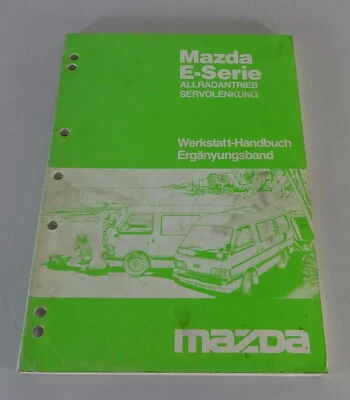 Mazda
E-Serie
ALLRADANTRIEB
SERVOLENKUNG
Werkstatt-Handbuch
Ergänyungsband
mazda